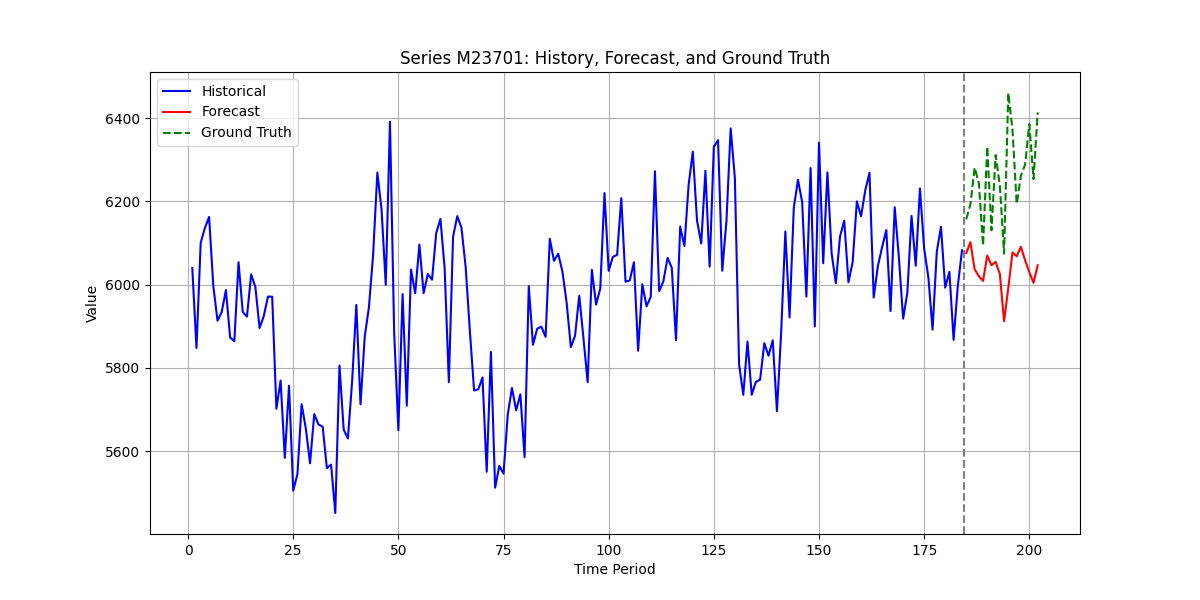 Series M23701: History, Forecast, and Ground Truth
Historical
Forecast
Ground Truth
6400
6200
6000
5800
5600
Value
0 25 50 75 100 125 150 175 200
Time Period